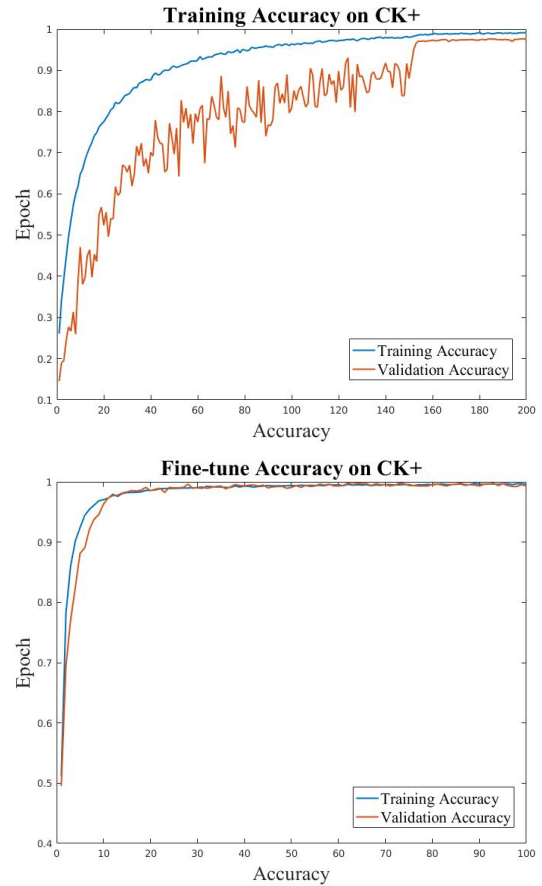 Training Accuracy on CK+
1
0.9
0.8
0.7
0.6
0.5
0.4
0.3
0.2
0.1
Epoch
Training Accuracy
Validation Accuracy
0 20 40 60 80 100 120 140 160 180 200
Accuracy
Fine-tune Accuracy on CK+
1
0.9
0.8
0.7
0.6
0.5
0.4
Epoch
Training Accuracy
Validation Accuracy
0 10 20 30 40 50 60 70 80 90 100
Accuracy